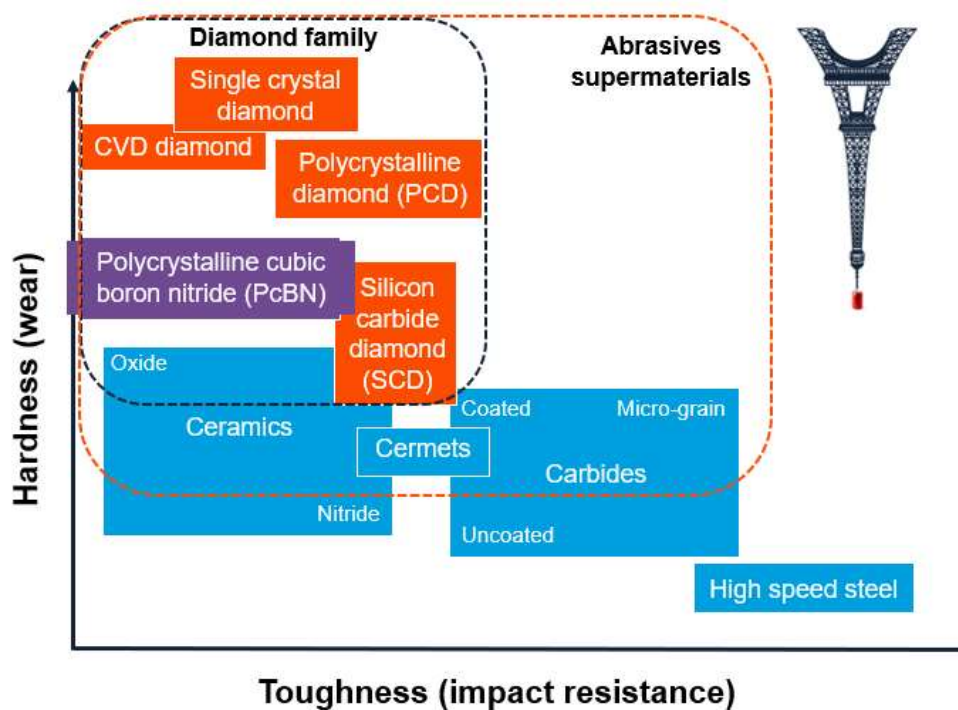 Diamond family
Abrasives
supermaterials
Single crystal
diamond
CVD diamond
Polycrystalline
diamond (PCD)
Polycrystalline cubic
boron nitride (PcBN)
Silicon
carbide
diamond
(SCD)
Oxide
Ceramics
Nitride
Cermets
Coated
Micro-grain
Carbides
Uncoated
High speed steel
Hardness (wear)
Toughness (impact resistance)